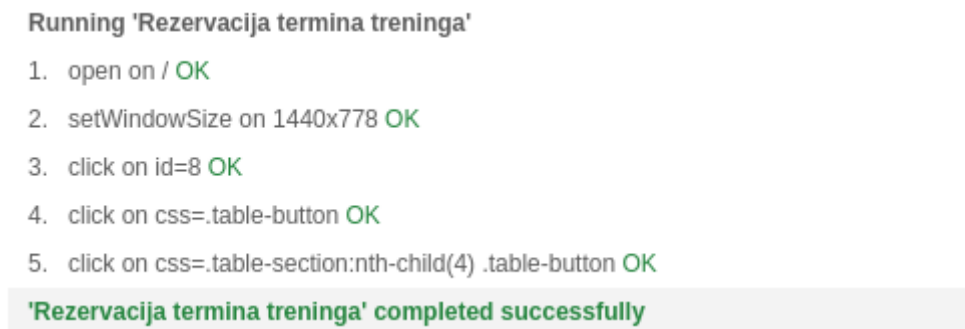 Running 'Rezervacija termina treninga'
1. open on / OK
2. setWindowSize on 1440x778 OK
3. click on id=8 OK
4. click on css=.table-button OK
5. click on css=.table-section:nth-child(4) .table-button OK
'Rezervacija termina treninga' completed successfully